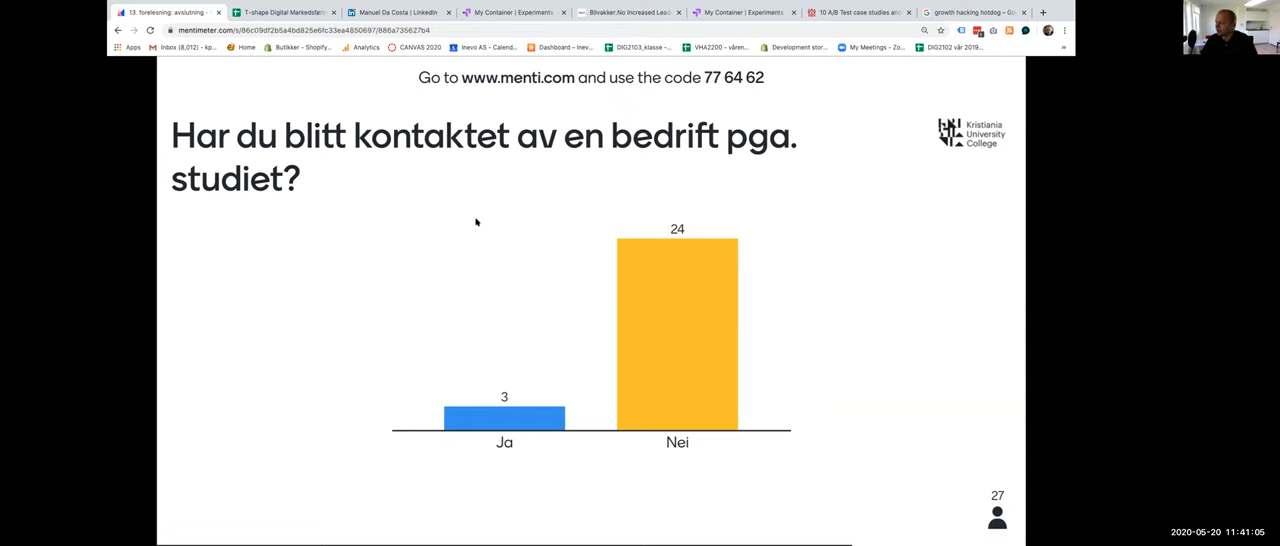 13. forelesning: avslutning -
T-shape Digital Markedsføri
Manuel Da Costa | LinkedIn
My Container | Experiments
Blivakker.No Increased Lead
My Container | Experiments
10 A/B Test case studies and
growth hacking hotdog – Go
mentimeter.com/s/86c09df2b5a4bd825e6fc33ea4850697/886a735627b4
Apps
Inbox (8,012) - kp...
Home
Butikker - Shopify...
Analytics
CANVAS 2020
Inevo AS - Calend...
Dashboard – Inev...
DIG2103_klasse –...
VHA2200 - våren...
Development stor...
My Meetings - Zo...
DIG2102 vår 2019...
Go to www.menti.com and use the code 77 64 62
Har du blitt kontaktet av en bedrift pga.
studiet?
Kristiania
University
College
24
3
Ja
Nei
27
2020-05-20 11:41:05